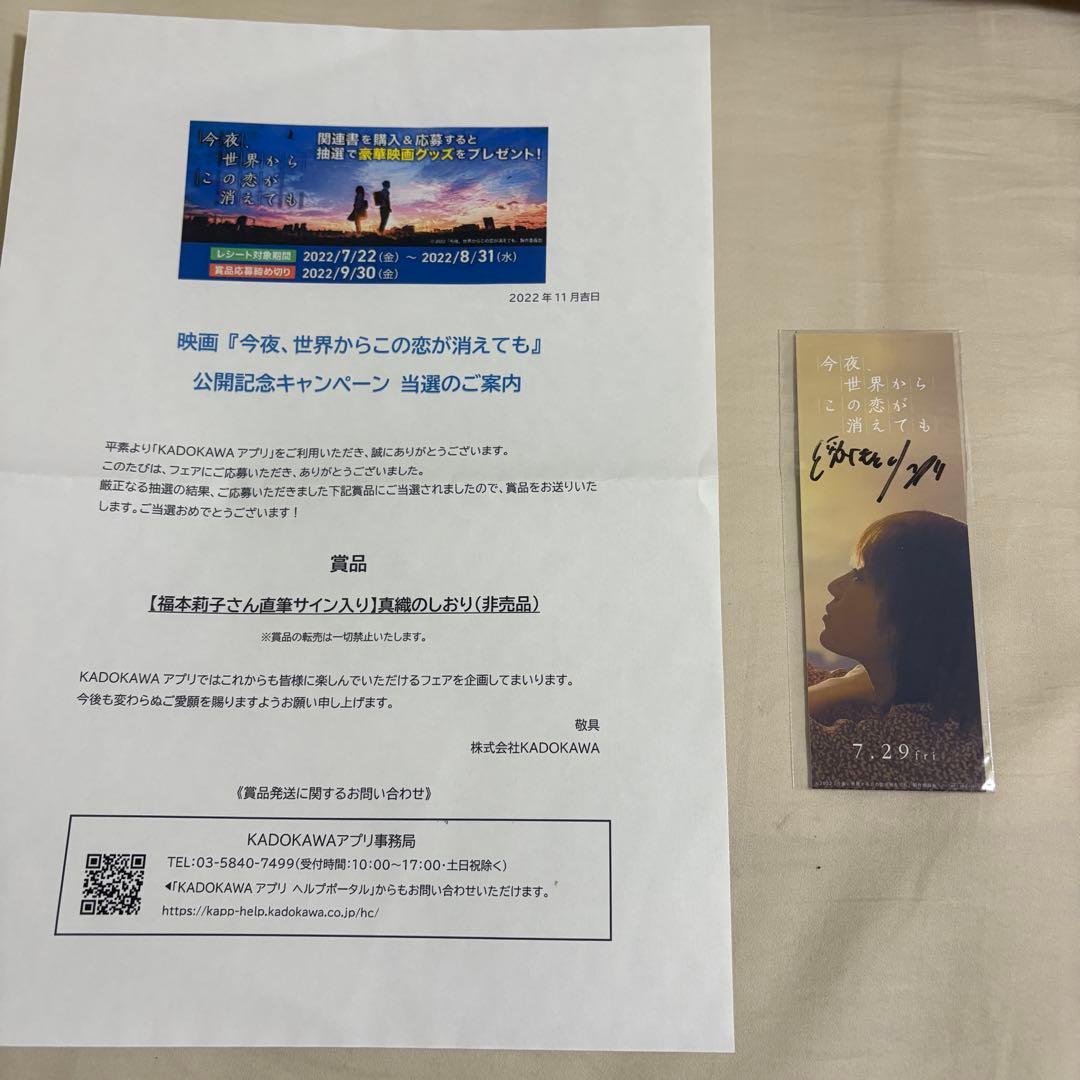 今夜、
世界から
この恋が
消えても
関連書を購入&応募すると
抽選で豪華映画グッズをプレゼント!
©2022「今夜、世界からこの恋が消えても」製作委員会
レシート対象期間 2022/7/22(金) ~ 2022/8/31(水)
賞品応募締め切り 2022/9/30(金)
2022年11月吉日
映画『今夜、世界からこの恋が消えても』
公開記念キャンペーン 当選のご案内
平素より「KADOKAWAアプリ」をご利用いただき、誠にありがとうございます。
このたびは、フェアにご応募いただき、ありがとうございました。
厳正なる抽選の結果、ご応募いただきました下記賞品にご当選されましたので、賞品をお送りいた
します。ご当選おめでとうございます!
賞品
【福本莉子さん直筆サイン入り】真織のしおり(非売品)
※賞品の転売は一切禁止いたします。
KADOKAWAアプリではこれからも皆様に楽しんでいただけるフェアを企画してまいります。
今後も変わらぬご愛願を賜りますようお願い申し上げます。
敬具
株式会社KADOKAWA
《賞品発送に関するお問い合わせ》
KADOKAWAアプリ事務局
TEL:03-5840-7499(受付時間:10:00~17:00・土日祝除く)
◀「KADOKAWAアプリ ヘルプポータル」からもお問い合わせいただけます。
https://kapp-help.kadokawa.co.jp/hc/
今夜、
世界から
この恋が
消えても
7.29fri